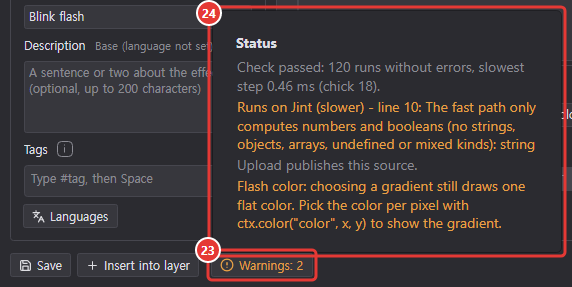 24
Blink flash
Status
Description Base (language not set)
Check passed: 120 runs without errors, slowest
step 0.46 ms (chick 18).
A sentence or two about the effe
(optional, up to 200 characters)
Runs on Jint (slower) - line 10: The fast path only
computes numbers and booleans (no strings,
objects, arrays, undefined or mixed kinds): string
Upload publishes this source.
Tags i
Type #tag, then Space
Flash color: choosing a gradient still draws one
flat color. Pick the color per pixel with
ctx.color("color", x, y) to show the gradient.
Languages
23
Save
+ Insert into layer
Warnings: 2